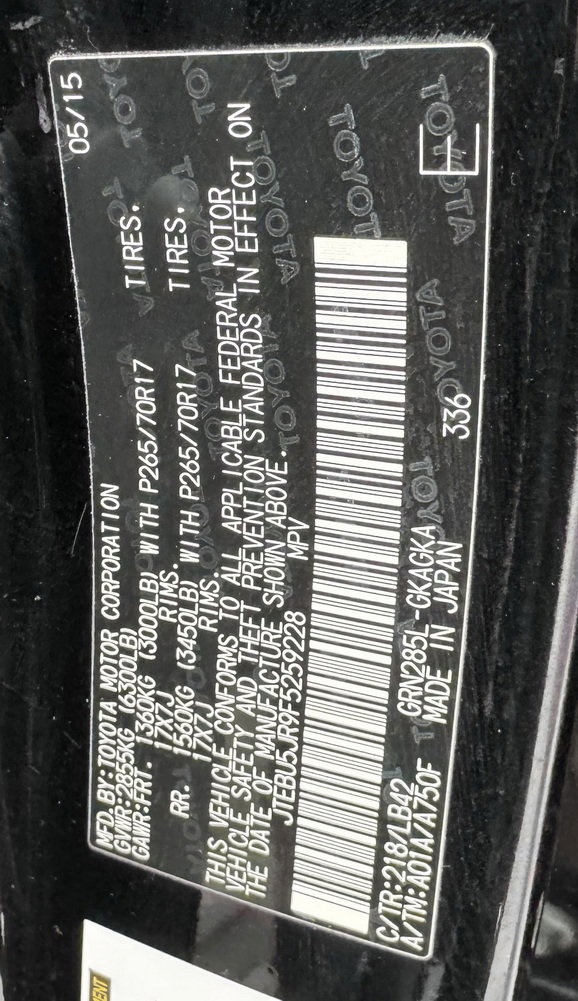 MFD.BY:TOYOTA MOTOR CORPORATION 05/15
GVWR:2855KG (6300LB)
GAWR:FRT. 1360KG (3000LB) WITH P265/70R17 TIRES.
17X7J RIMS.
RR. 1560KG (3450LB) WITH P265/70R17 TIRES.
17X7J RIMS.
THIS VEHICLE CONFORMS TO ALL APPLICABLE FEDERAL MOTOR
VEHICLE SAFETY AND THEFT PREVENTION STANDARDS IN EFFECT ON
THE DATE OF MANUFACTURE SHOWN ABOVE.
JTEBU5JR9F5259228 MPV
C/TR:218/LB42 GRN285L-GKAGKA
A/TM:A01A/A750F MADE IN JAPAN 336
TOYOTA